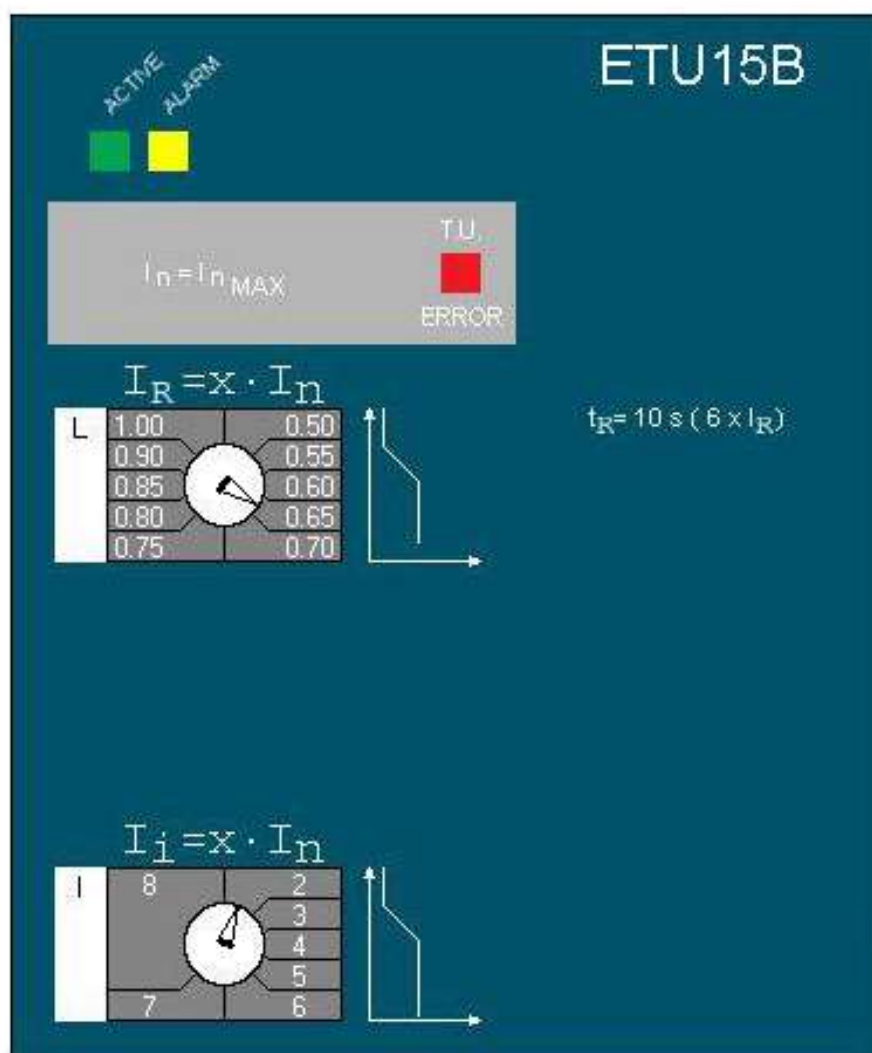 ETU15B
ACTIVE ALARM
T.U.
In = In MAX
ERROR
IR=x · In
tR= 10 s ( 6 x IR)
L
1.00 0.50
0.90 0.55
0.85 0.60
0.80 0.65
0.75 0.70
Ii=x · In
I
8 2
3
4
5
7 6